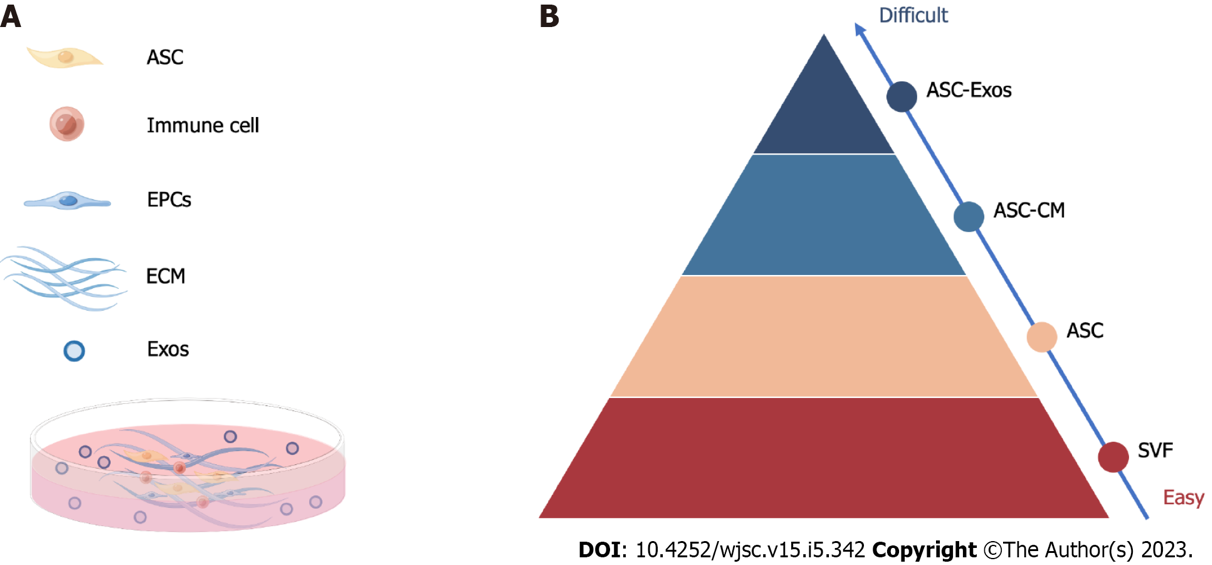 A
ASC
Immune cell
EPCs
ECM
Exos
B
Difficult
ASC-Exos
ASC-CM
ASC
SVF
Easy
DOI: 10.4252/wjsc.v15.i5.342 Copyright ©The Author(s) 2023.